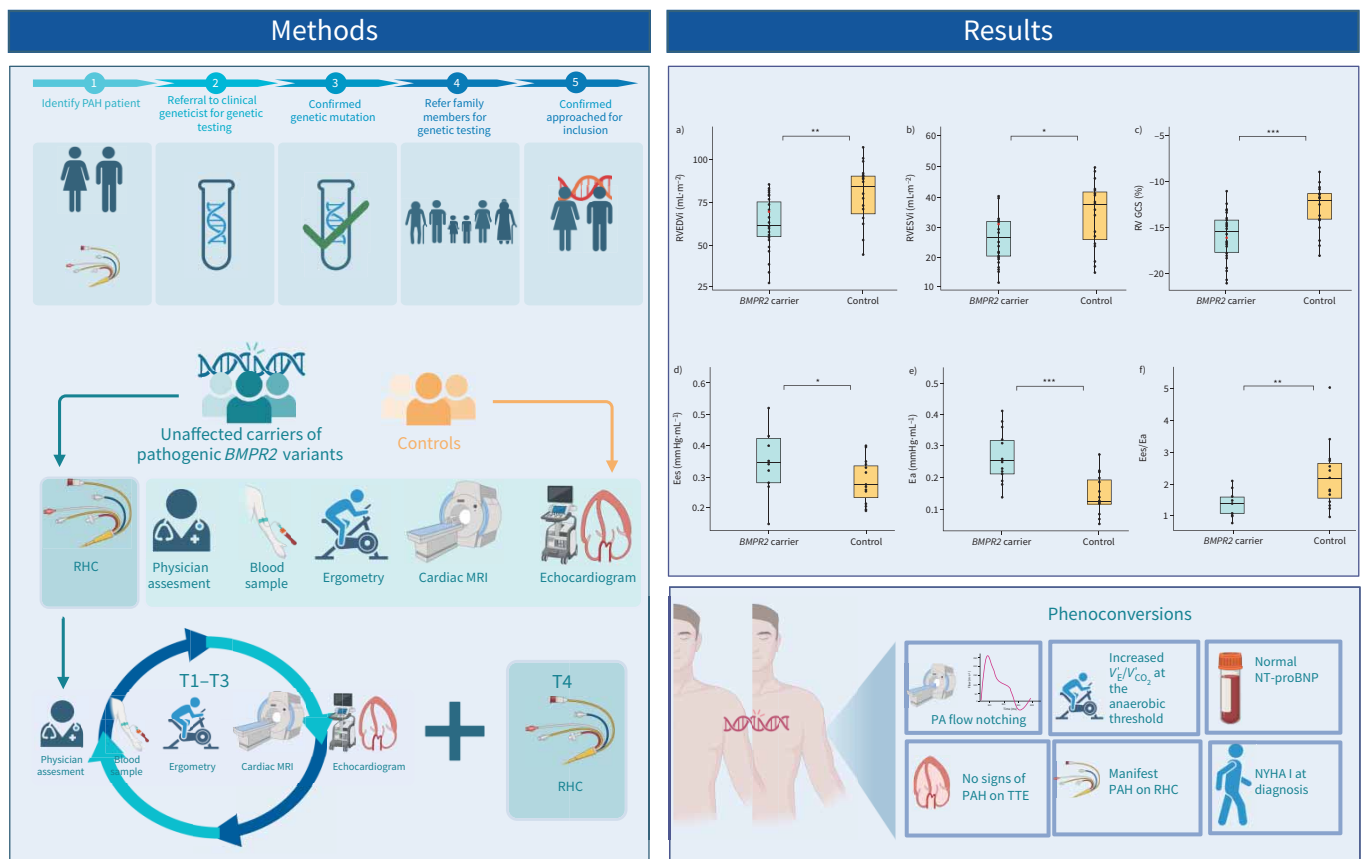 Methods
1
2
3
4
5
Identify PAH patient
Referral to clinical
geneticist for genetic
testing
Confirmed
genetic mutation
Refer family
members for
genetic testing
Confirmed
approached for
inclusion
Unaffected carriers of
pathogenic BMPR2 variants
Controls
RHC
Physician
assesment
Blood
sample
Ergometry
Cardiac MRI
Echocardiogram
T1–T3
Physician
assesment
Blood
sample
Ergometry
Cardiac MRI
Echocardiogram
T4
RHC
Results
a)
**
RVEDVi (mL·m⁻²)
100
75
50
25
BMPR2 carrier
Control
b)
*
RVESVi (mL·m⁻²)
60
50
40
30
20
10
BMPR2 carrier
Control
c)
***
RV GCS (%)
–5
–10
–15
–20
BMPR2 carrier
Control
d)
*
Ees (mmHg·mL⁻¹)
0.6
0.5
0.4
0.3
0.2
BMPR2 carrier
Control
e)
***
Ea (mmHg·mL⁻¹)
0.5
0.4
0.3
0.2
0.1
BMPR2 carrier
Control
f)
**
Ees/Ea
5
4
3
2
1
BMPR2 carrier
Control
Phenoconversions
PA flow notching
Increased
V′E/V′CO₂ at
the
anaerobic
threshold
Normal
NT-proBNP
No signs of
PAH on TTE
Manifest
PAH on RHC
NYHA I at
diagnosis